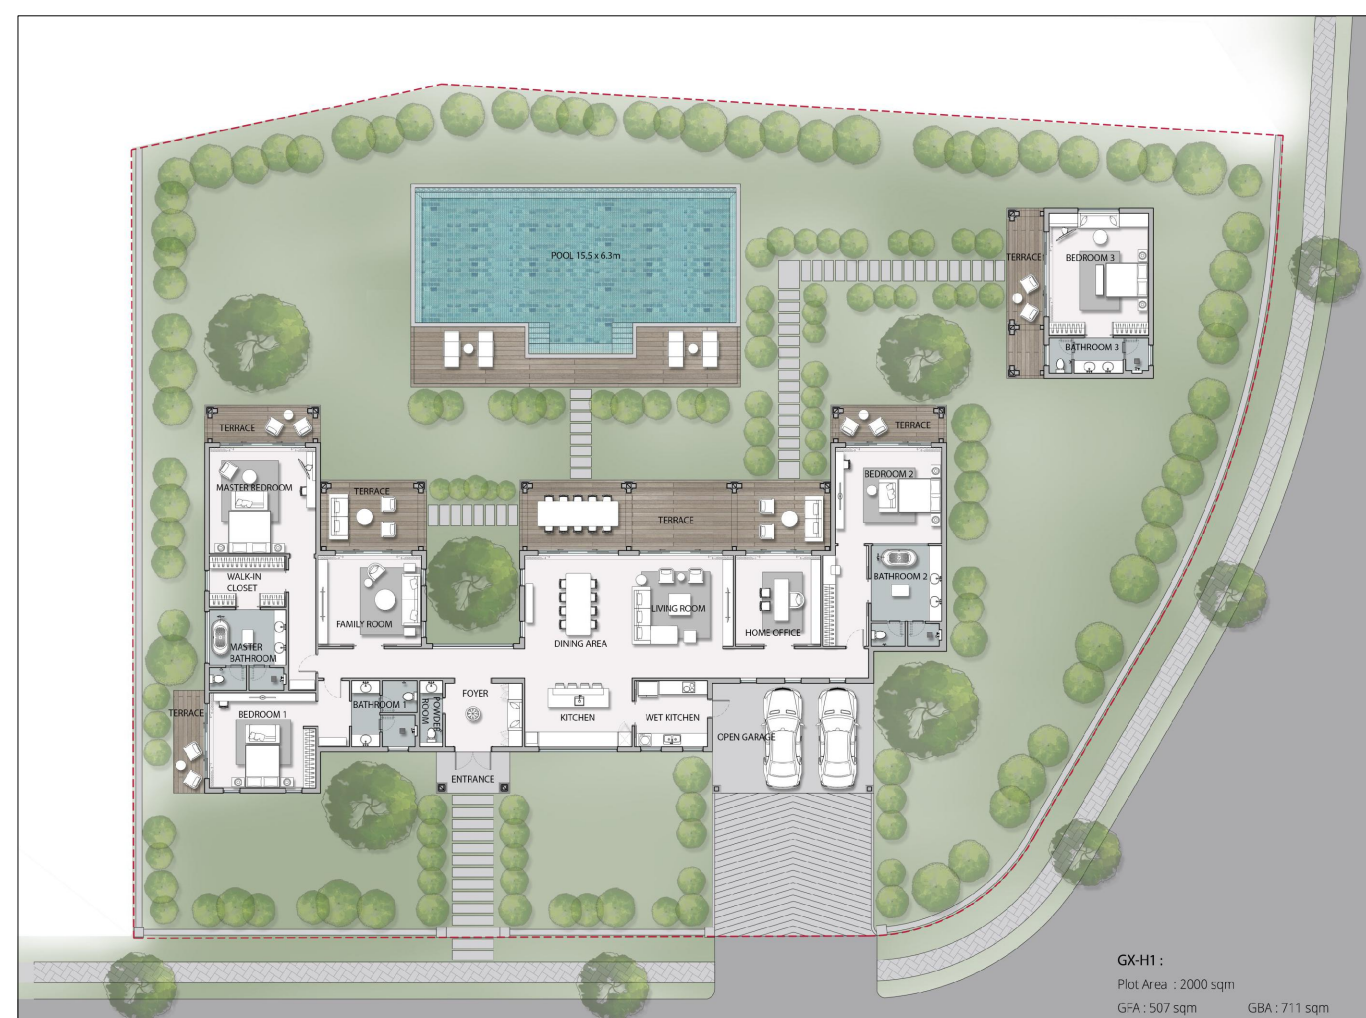 POOL 15.5 x 6.3m
TERRACE
BEDROOM 3
BATHROOM 3
TERRACE
TERRACE
MASTER BEDROOM
TERRACE
TERRACE
BEDROOM 2
WALK-IN
CLOSET
BATHROOM 2
FAMILY ROOM
LIVING ROOM
HOME OFFICE
DINING AREA
MASTER
BATHROOM
TERRACE
BEDROOM 1
BATHROOM 1
POWDER
ROOM
FOYER
KITCHEN
WET KITCHEN
OPEN GARAGE
ENTRANCE
GX-H1 :
Plot Area : 2000 sqm
GFA : 507 sqm GBA : 711 sqm